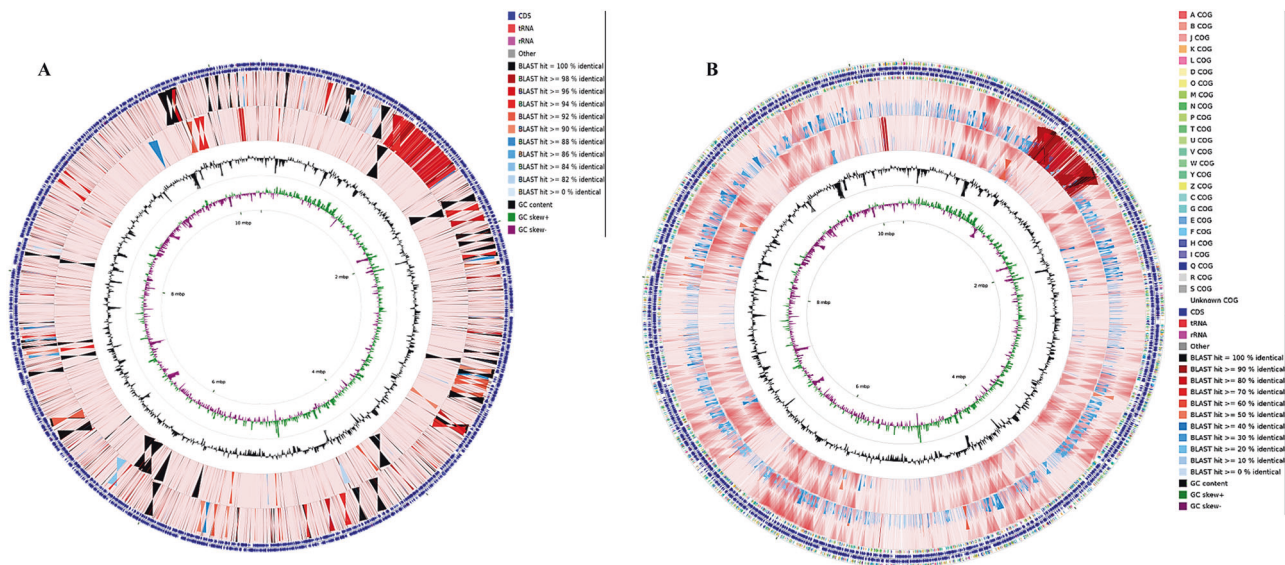 A
CDS
tRNA
rRNA
Other
BLAST hit = 100 % identical
BLAST hit >= 98 % identical
BLAST hit >= 96 % identical
BLAST hit >= 94 % identical
BLAST hit >= 92 % identical
BLAST hit >= 90 % identical
BLAST hit >= 88 % identical
BLAST hit >= 86 % identical
BLAST hit >= 84 % identical
BLAST hit >= 82 % identical
BLAST hit >= 0 % identical
GC content
GC skew+
GC skew-
10 mbp
2 mbp
8 mbp
4 mbp
6 mbp
B
A COG
B COG
J COG
K COG
L COG
D COG
O COG
M COG
N COG
P COG
T COG
U COG
V COG
W COG
Y COG
Z COG
C COG
G COG
E COG
F COG
H COG
I COG
Q COG
R COG
S COG
Unknown COG
CDS
tRNA
rRNA
Other
BLAST hit = 100 % identical
BLAST hit >= 90 % identical
BLAST hit >= 80 % identical
BLAST hit >= 70 % identical
BLAST hit >= 60 % identical
BLAST hit >= 50 % identical
BLAST hit >= 40 % identical
BLAST hit >= 30 % identical
BLAST hit >= 20 % identical
BLAST hit >= 10 % identical
BLAST hit >= 0 % identical
GC content
GC skew+
GC skew-
10 mbp
2 mbp
8 mbp
4 mbp
6 mbp